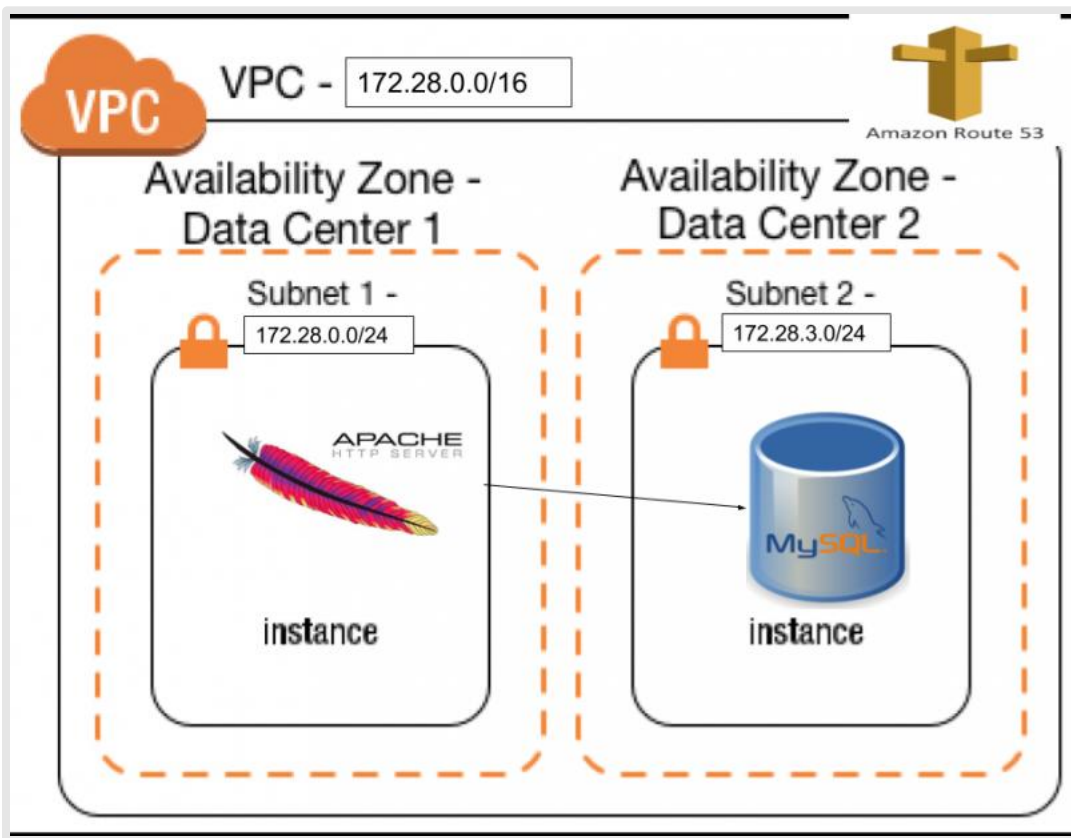 VPC
VPC - 172.28.0.0/16
Amazon Route 53
Availability Zone -
Data Center 1
Availability Zone -
Data Center 2
Subnet 1 -
172.28.0.0/24
Subnet 2 -
172.28.3.0/24
APACHE
HTTP SERVER
MySQL
instance
instance